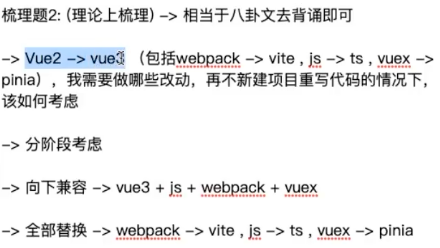 梳理题2：（理论上梳理）—> 相当于八卦文去背诵即可
—> Vue2 —> vue3 （包括webpack —> vite , js —> ts , vuex —>
pinia），我需要做哪些改动，再不新建项目重写代码的情况下，
该如何考虑
—> 分阶段考虑
—> 向下兼容 —> vue3 + js + webpack + vuex
—> 全部替换 —> webpack —> vite , js —> ts , vuex —> pinia